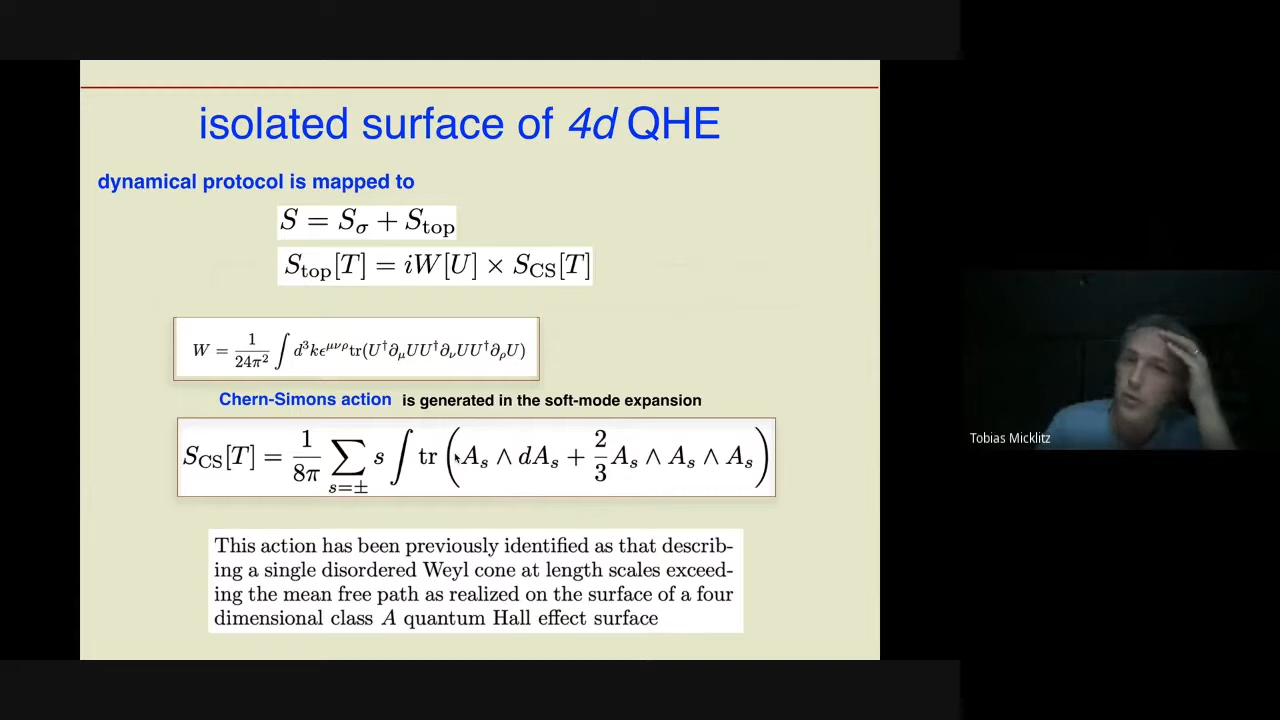 isolated surface of 4d QHE
dynamical protocol is mapped to
S = S_σ + S_top
S_top[T] = iW[U] × S_CS[T]
W = 1/(24π²) ∫ d³k ϵ^{μνρ} tr(U†∂_μUU†∂_νUU†∂_ρU)
Chern-Simons action is generated in the soft-mode expansion
S_CS[T] = 1/(8π) ∑_{s=±} s ∫ tr (A_s ∧ dA_s + 2/3 A_s ∧ A_s ∧ A_s)
This action has been previously identified as that describ-
ing a single disordered Weyl cone at length scales exceed-
ing the mean free path as realized on the surface of a four
dimensional class A quantum Hall effect surface
Tobias Micklitz